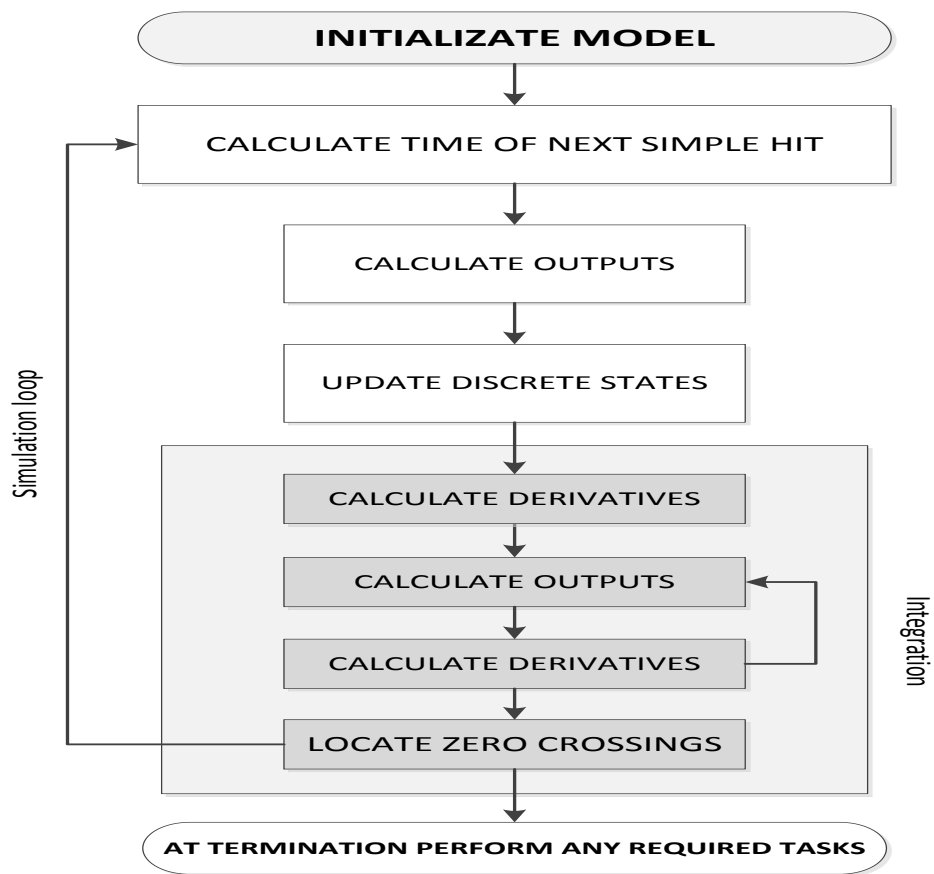 INITIALIZATE MODEL
CALCULATE TIME OF NEXT SIMPLE HIT
CALCULATE OUTPUTS
UPDATE DISCRETE STATES
Simulation loop
CALCULATE DERIVATIVES
CALCULATE OUTPUTS
CALCULATE DERIVATIVES
Integration
LOCATE ZERO CROSSINGS
AT TERMINATION PERFORM ANY REQUIRED TASKS